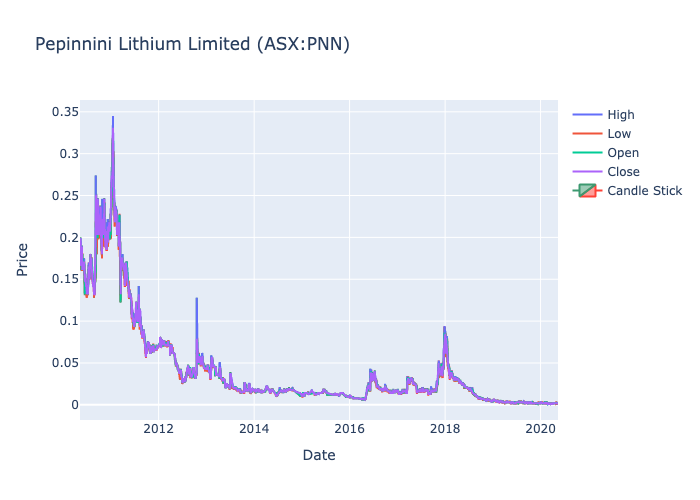 Pepinnini Lithium Limited (ASX:PNN)
0.35
0.3
0.25
0.2
0.15
0.1
0.05
0
Price
2012
2014
2016
2018
2020
Date
High
Low
Open
Close
Candle Stick